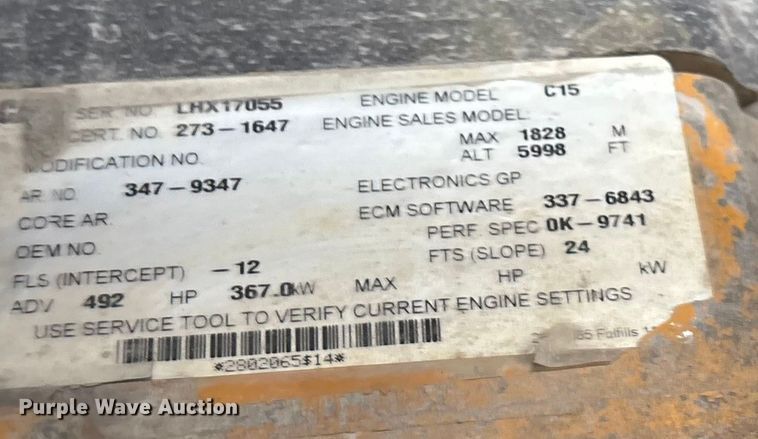 SER. NO. LHX17055 ENGINE MODEL C15
CERT. NO. 273-1647 ENGINE SALES MODEL:
MODIFICATION NO. MAX ALT 1828 M
5998 FT
AR. NO. 347-9347 ELECTRONICS GP
CORE AR. ECM SOFTWARE 337-6843
OEM NO. PERF. SPEC 0K-9741
FLS (INTERCEPT) -12 FTS (SLOPE) 24
ADV 492 HP 367.0kW MAX HP kW
USE SERVICE TOOL TO VERIFY CURRENT ENGINE SETTINGS
*2802065$14*
Fulfills
Purple Wave Auction